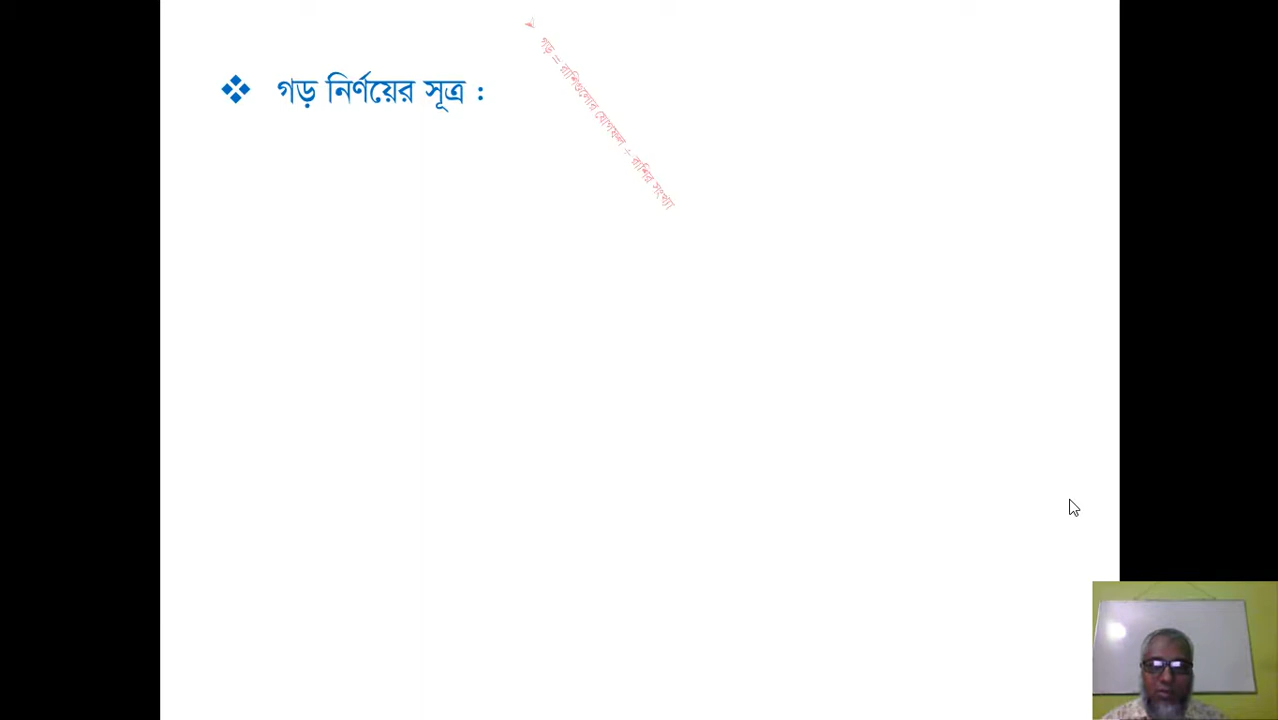 ❖ গড় নির্ণয়ের সূত্র :
➢ গড় = রাশিগুলোর যোগফল ÷ রাশির সংখ্যা